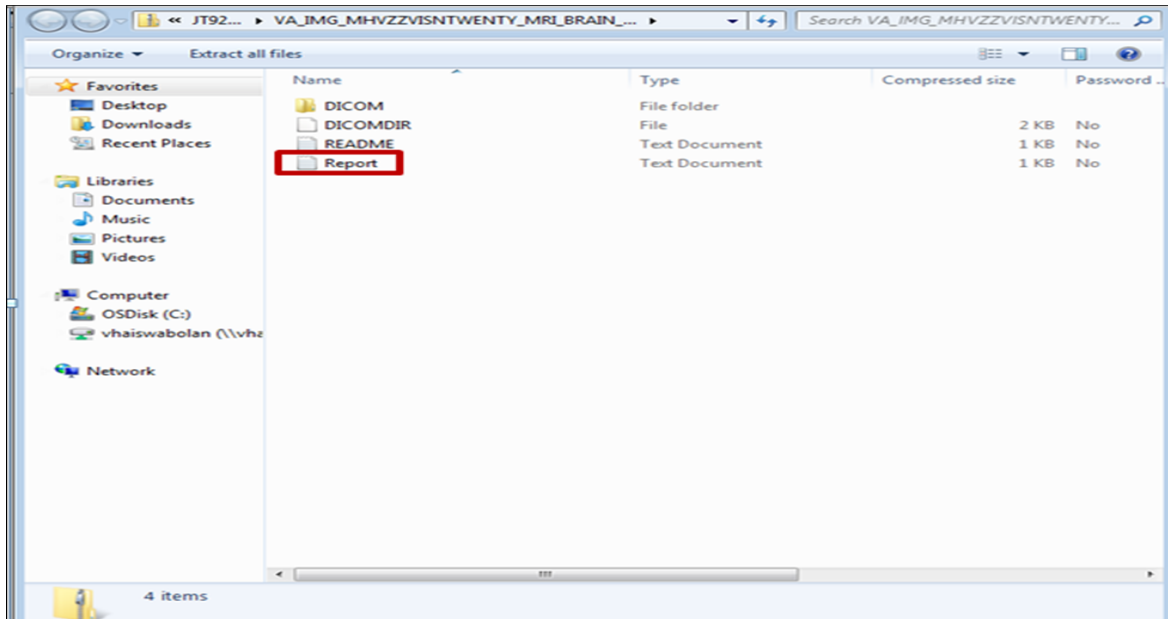 « JT92... ▸ VA_IMG_MHVZZVISNTWENTY_MRI_BRAIN_... ▸ Search VA_IMG_MHVZZVISNTWENTY...
Organize Extract all files
Name Type Compressed size Password ...
Favorites
Desktop
Downloads
Recent Places
Libraries
Documents
Music
Pictures
Videos
Computer
OSDisk (C:)
vhaiswabolan (\\vha
Network
DICOM File folder
DICOMDIR File 2 KB No
README Text Document 1 KB No
Report Text Document 1 KB No
4 items